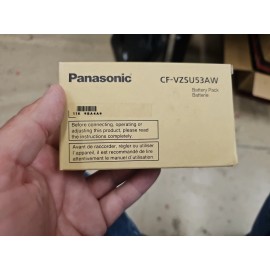 Panasonic
CF-VZSU53AW
Battery Pack
Batterie
Before connecting, operating or
adjusting this product, please read
the instructions completely.
Avant de raccorder, régler ou utiliser
l'appareil, il est recommandé de lire
attentivement le manuel d'utilisation.